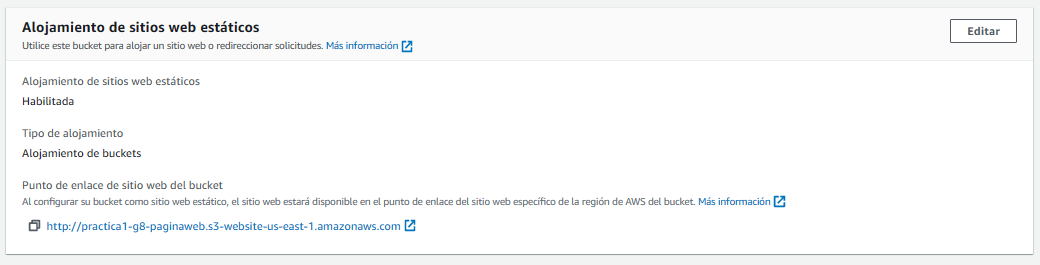 Alojamiento de sitios web estáticos
Editar
Utilice este bucket para alojar un sitio web o redireccionar solicitudes. Más información
Alojamiento de sitios web estáticos
Habilitada
Tipo de alojamiento
Alojamiento de buckets
Punto de enlace de sitio web del bucket
Al configurar su bucket como sitio web estático, el sitio web estará disponible en el punto de enlace del sitio web específico de la región de AWS del bucket. Más información
http://practica1-g8-paginaweb.s3-website-us-east-1.amazonaws.com